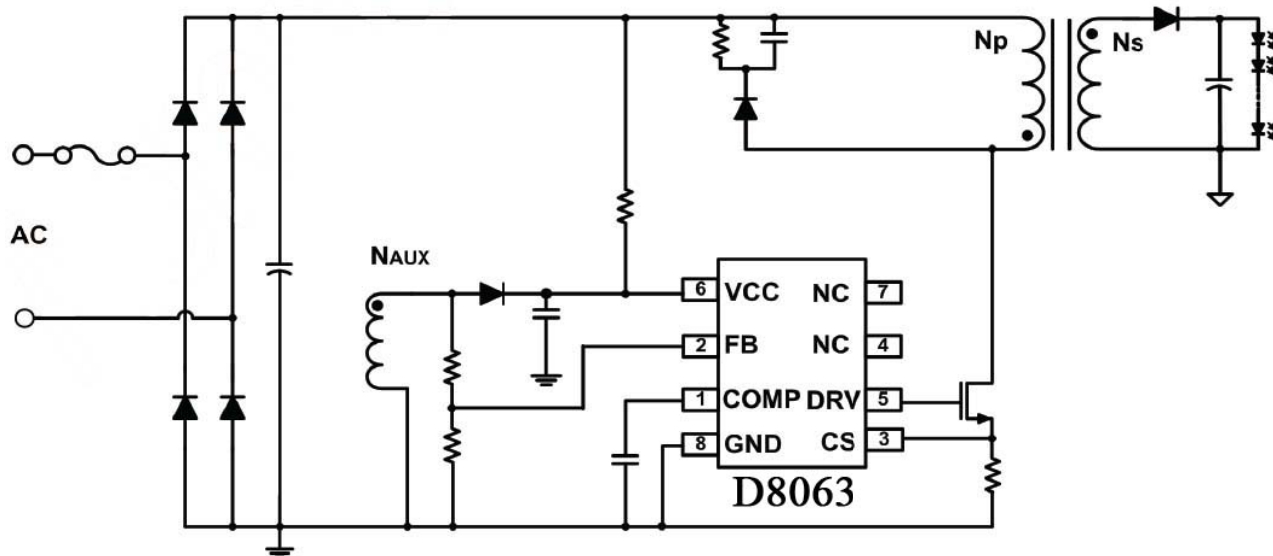 Np
Ns
AC
NAUX
6 VCC NC 7
2 FB NC 4
1 COMP DRV 5
8 GND CS 3
D8063